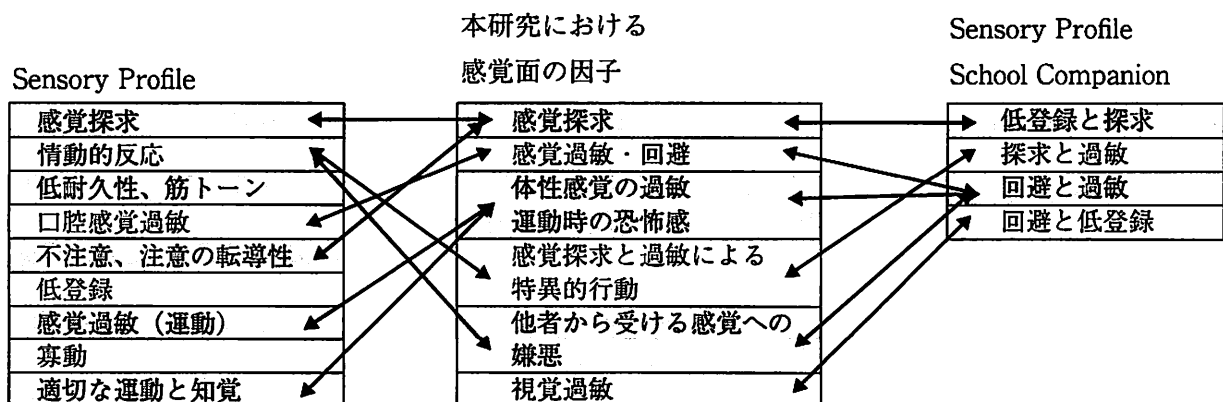 本研究における
感覚面の因子
Sensory Profile
School Companion
Sensory Profile
感覚探求
情動的反応
低耐久性、筋トーン
口腔感覚過敏
不注意、注意の転導性
低登録
感覚過敏（運動）
寡動
適切な運動と知覚
感覚探求
感覚過敏・回避
体性感覚の過敏
運動時の恐怖感
感覚探求と過敏による
特異的行動
他者から受ける感覚への
嫌悪
視覚過敏
低登録と探求
探求と過敏
回避と過敏
回避と低登録